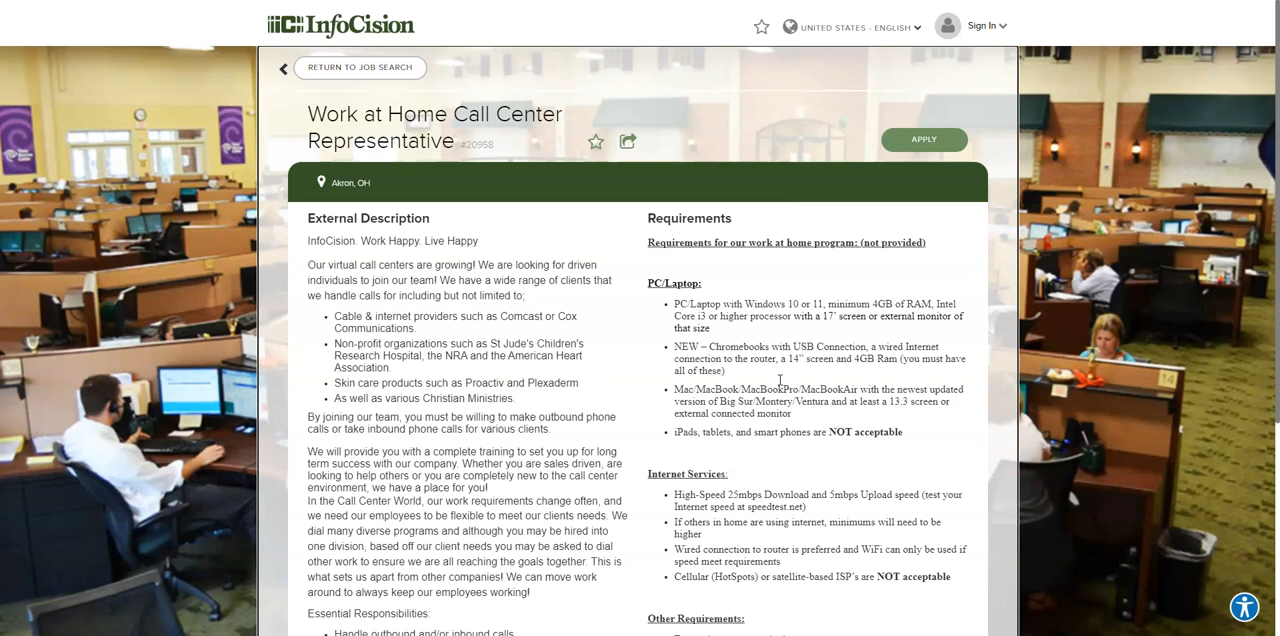 InfoCision
UNITED STATES - ENGLISH
Sign In
RETURN TO JOB SEARCH
Work at Home Call Center
Representative #20958
APPLY
Akron, OH
External Description
InfoCision. Work Happy. Live Happy
Our virtual call centers are growing! We are looking for driven
individuals to join our team! We have a wide range of clients that
we handle calls for including but not limited to;
• Cable & internet providers such as Comcast or Cox
Communications.
• Non-profit organizations such as St Jude's Children's
Research Hospital, the NRA and the American Heart
Association.
• Skin care products such as Proactiv and Plexaderm
• As well as various Christian Ministries.
By joining our team, you must be willing to make outbound phone
calls or take inbound phone calls for various clients.
We will provide you with a complete training to set you up for long
term success with our company. Whether you are sales driven, are
looking to help others or you are completely new to the call center
environment, we have a place for you!
In the Call Center World, our work requirements change often, and
we need our employees to be flexible to meet our clients needs. We
dial many diverse programs and although you may be hired into
one division, based off our client needs you may be asked to dial
other work to ensure we are all reaching the goals together. This is
what sets us apart from other companies! We can move work
around to always keep our employees working!
Essential Responsibilities:
• Handle outbound and/or inbound calls
Requirements
Requirements for our work at home program: (not provided)
PC/Laptop:
• PC/Laptop with Windows 10 or 11, minimum 4GB of RAM, Intel
Core i3 or higher processor with a 17' screen or external monitor of
that size
• NEW – Chromebooks with USB Connection, a wired Internet
connection to the router, a 14” screen and 4GB Ram (you must have
all of these)
• Mac/MacBook/MacBookPro/MacBookAir with the newest updated
version of Big Sur/Montery/Ventura and at least a 13.3 screen or
external connected monitor
• iPads, tablets, and smart phones are NOT acceptable
Internet Services:
• High-Speed 25mbps Download and 5mbps Upload speed (test your
Internet speed at speedtest.net)
• If others in home are using internet, minimums will need to be
higher
• Wired connection to router is preferred and WiFi can only be used if
speed meet requirements
• Cellular (HotSpots) or satellite-based ISP’s are NOT acceptable
Other Requirements:
14